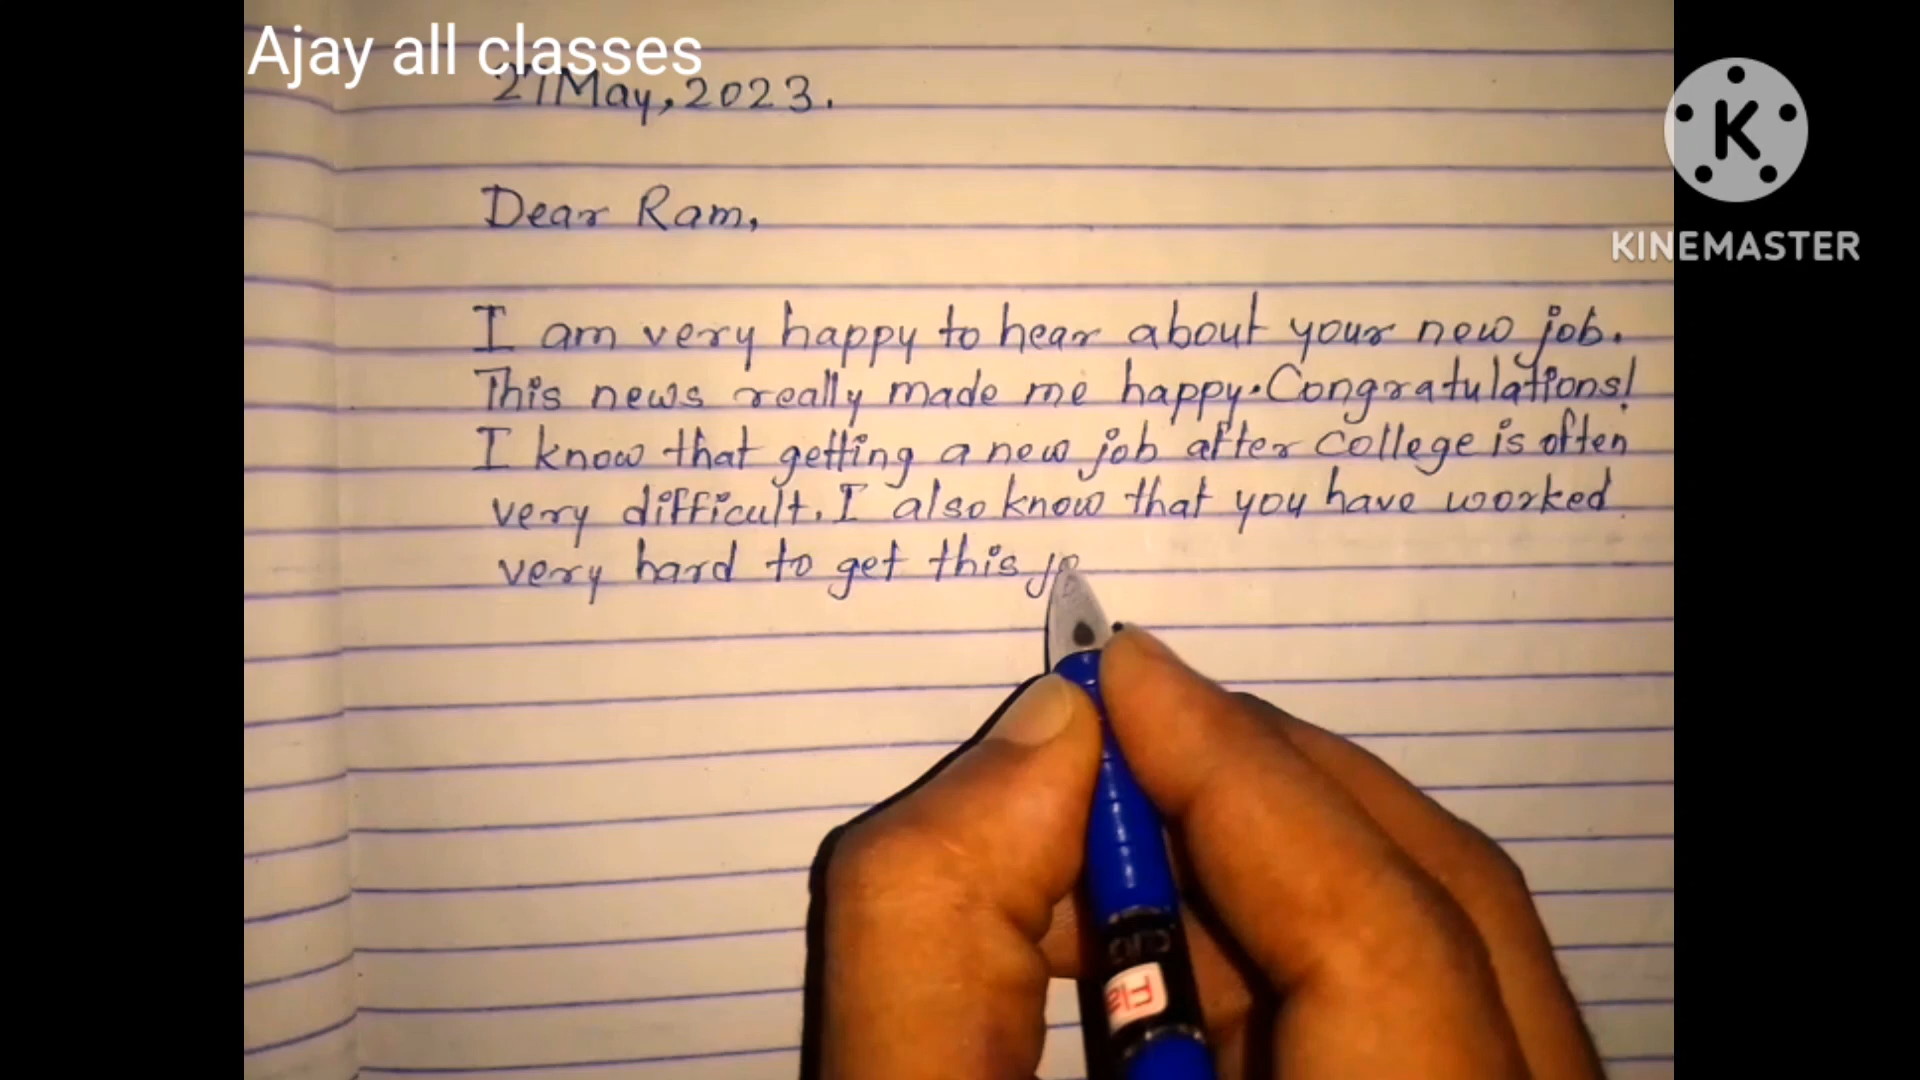 Ajay all classes
27 May, 2023.
KINEMASTER
Dear Ram,
I am very happy to hear about your new job.
This news really made me happy. Congratulations!
I know that getting a new job after College is often
very difficult. I also know that you have worked
very hard to get this jo